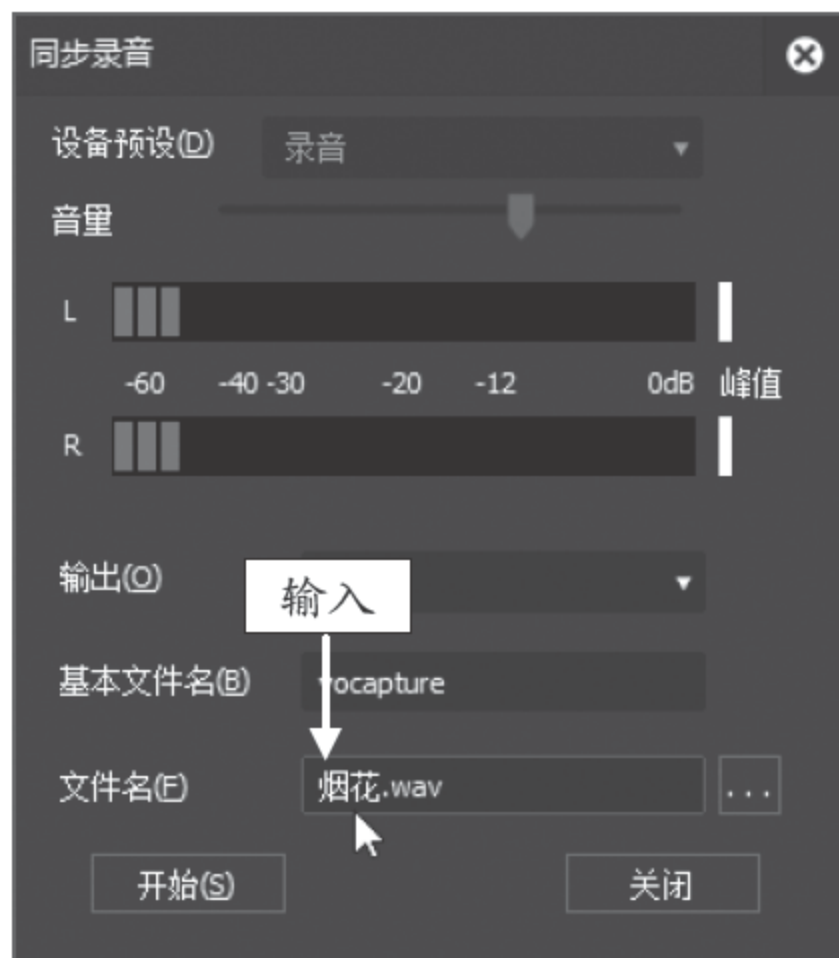 同步录音
设备预设(D) 录音
音量
L
-60 -40 -30 -20 -12 0dB 峰值
R
输出(O)
输入
基本文件名(B) vocapture
文件名(F) 烟花.wav ...
开始(S) 关闭